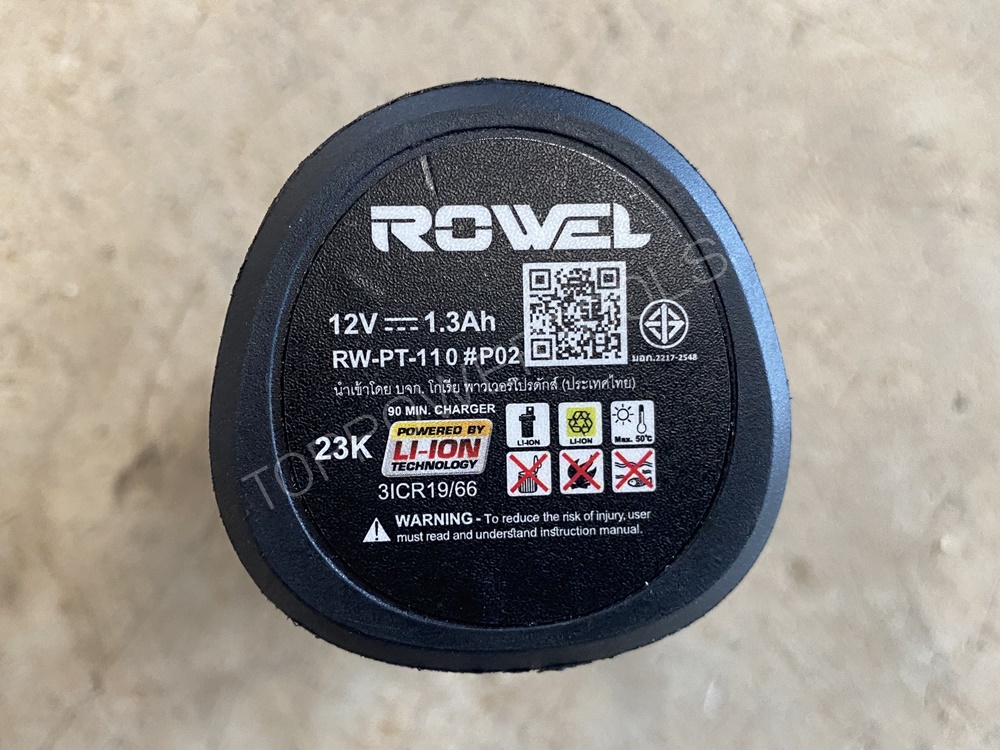 ROWEL
12V ⎓ 1.3Ah
RW-PT-110 #P02
มอก.2217-2548
นำเข้าโดย บจก. โกเรีย พาวเวอร์โปรดักส์ (ประเทศไทย)
90 MIN. CHARGER
23K
POWERED BY
LI-ION
TECHNOLOGY
LI-ION
LI-ION
Max. 50℃
3ICR19/66
WARNING - To reduce the risk of injury, user
must read and understand instruction manual.